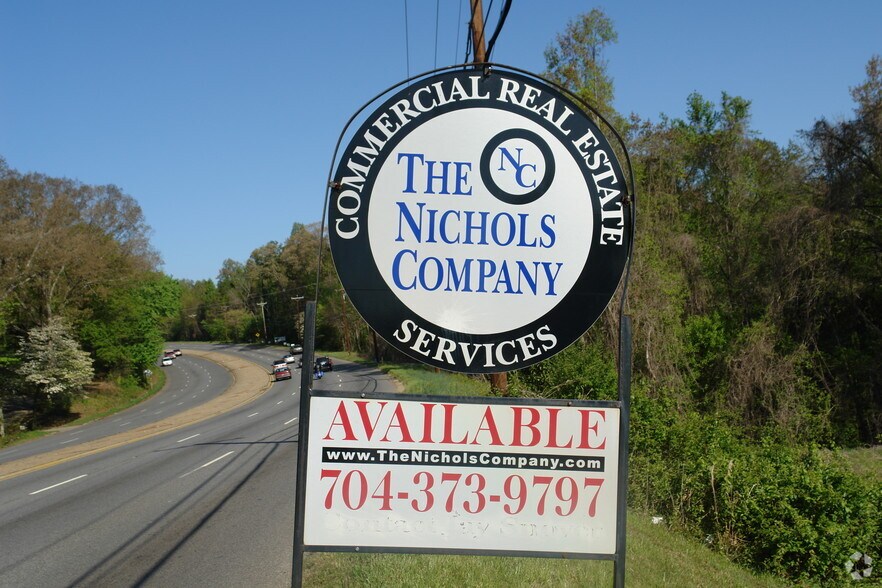 COMMERCIAL REAL ESTATE
NC
THE
NICHOLS
COMPANY
SERVICES
AVAILABLE
www.TheNicholsCompany.com
704-373-9797